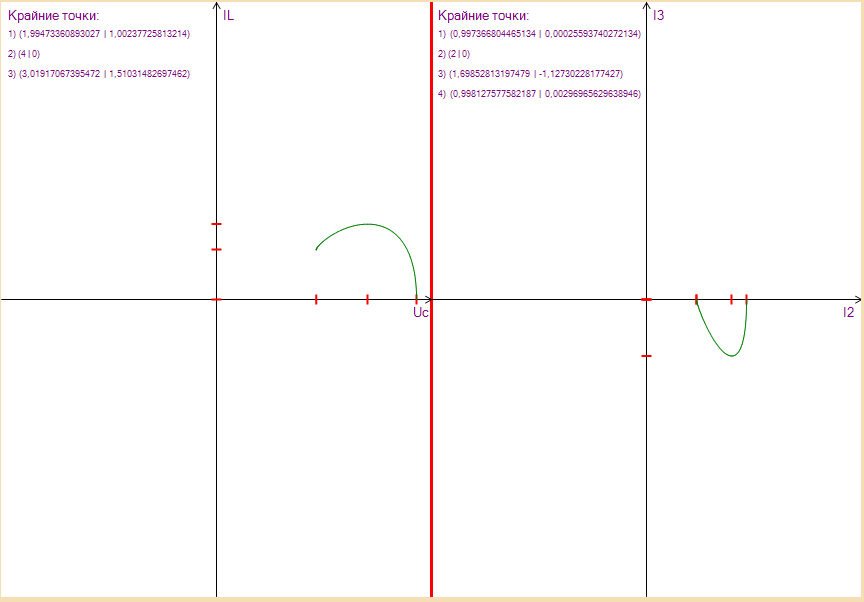 Крайние точки:
1) (1,99473360893027 | 1,00237725813214)
2) (4 | 0)
3) (3,01917067395472 | 1,51031482697462)
IL
Uc
Крайние точки:
1) (0,997366804465134 | 0,00025593740272134)
2) (2 | 0)
3) (1,69852813197479 | -1,12730228177427)
4) (0,998127577582187 | 0,00296965629638946)
I3
I2